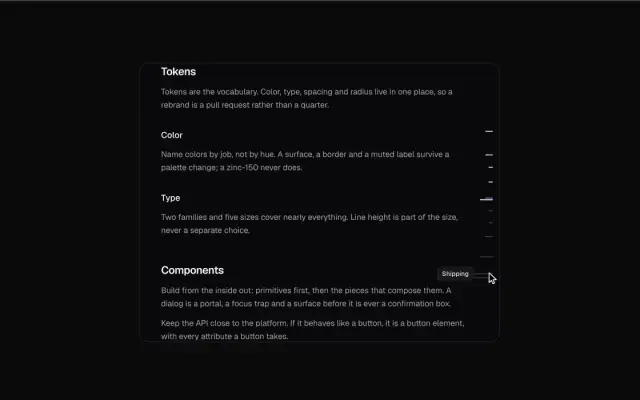 Tokens
Tokens are the vocabulary. Color, type, spacing and radius live in one place, so a
rebrand is a pull request rather than a quarter.
Color
Name colors by job, not by hue. A surface, a border and a muted label survive a
palette change; a zinc-150 never does.
Type
Two families and five sizes cover nearly everything. Line height is part of the size,
never a separate choice.
Components
Shipping
Build from the inside out: primitives first, then the pieces that compose them. A
dialog is a portal, a focus trap and a surface before it is ever a confirmation box.
Keep the API close to the platform. If it behaves like a button, it is a button element,
with every attribute a button takes.